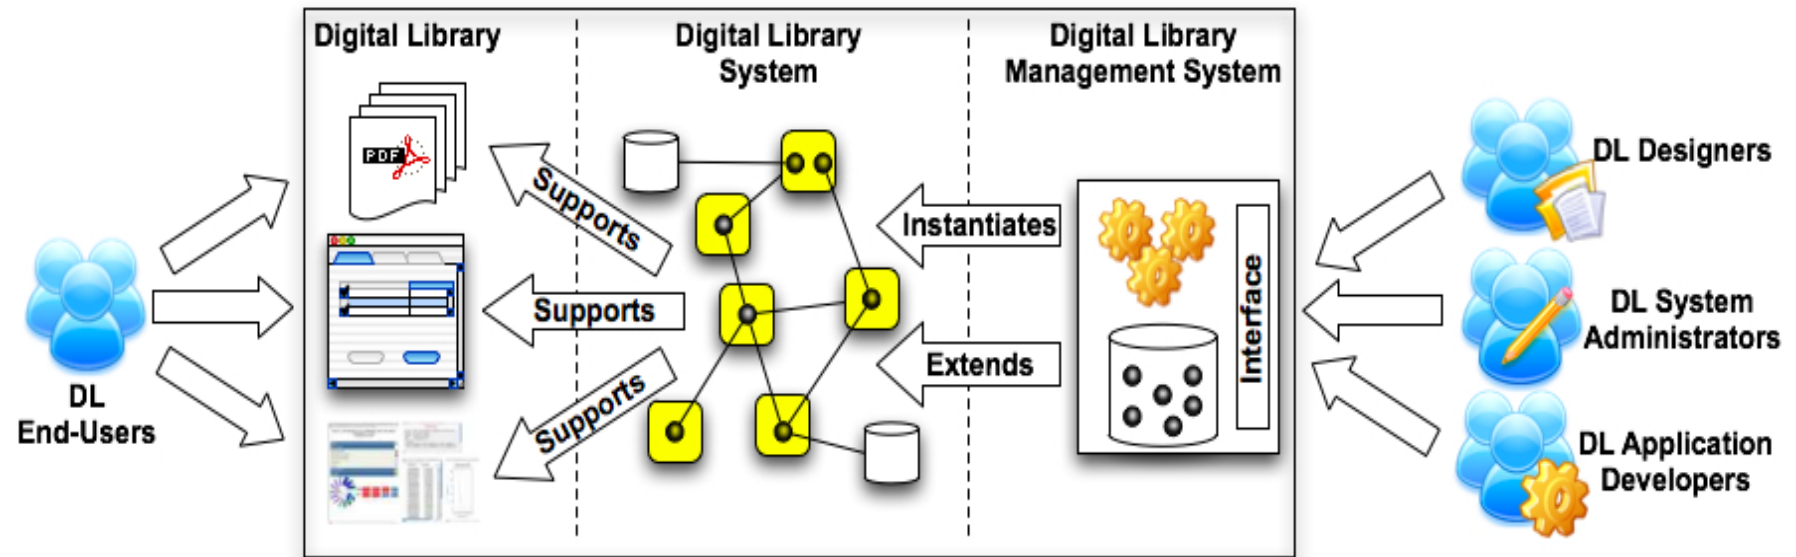 Digital Library
Digital Library
System
Digital Library
Management System
PDF
Supports
Supports
Supports
Instantiates
Extends
Interface
DL
End-Users
DL Designers
DL System
Administrators
DL Application
Developers